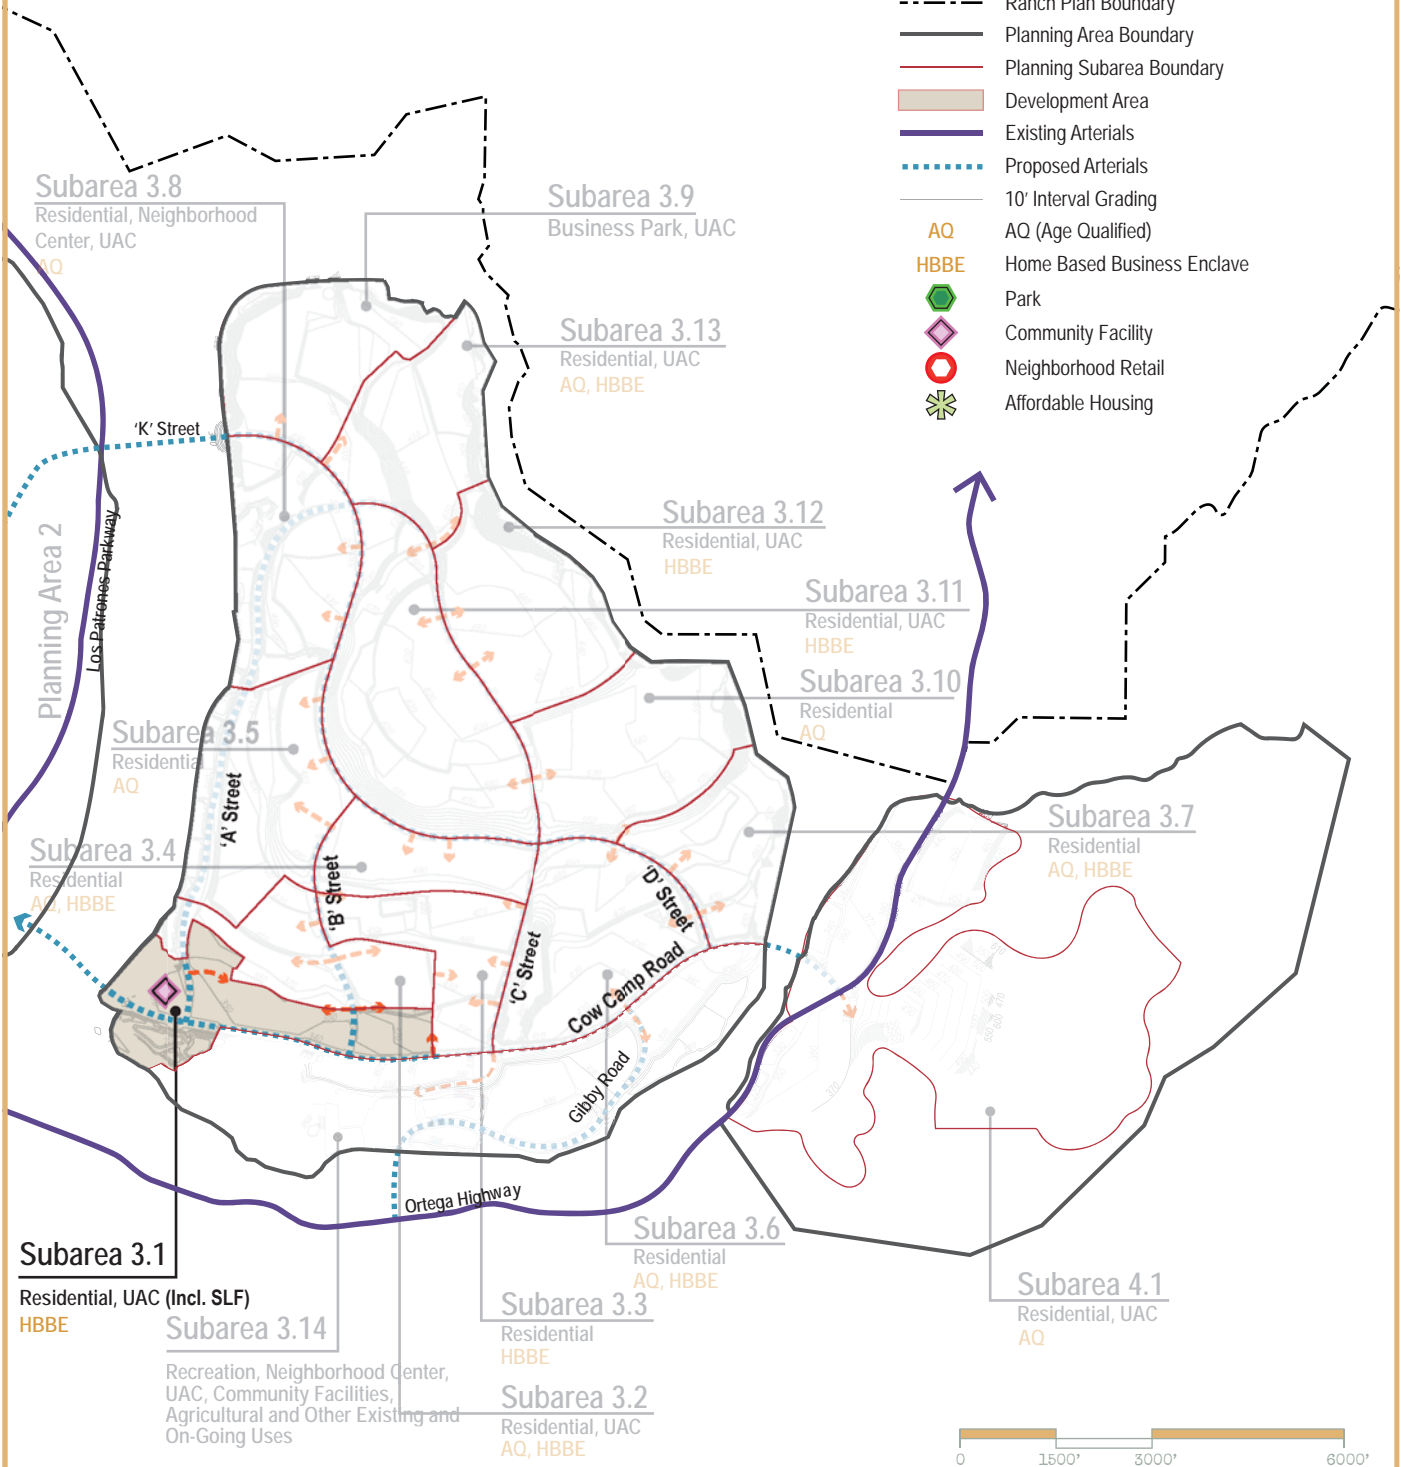 Ranch Plan Boundary
Planning Area Boundary
Planning Subarea Boundary
Development Area
Existing Arterials
Proposed Arterials
10' Interval Grading
AQ AQ (Age Qualified)
HBBE Home Based Business Enclave
Park
Community Facility
Neighborhood Retail
Affordable Housing
Subarea 3.8
Residential, Neighborhood
Center, UAC
AQ
Subarea 3.9
Business Park, UAC
Subarea 3.13
Residential, UAC
AQ, HBBE
'K' Street
Planning Area 2
Los Patrones Parkway
Subarea 3.12
Residential, UAC
HBBE
Subarea 3.11
Residential, UAC
HBBE
Subarea 3.10
Residential
AQ
Subarea 3.5
Residential
AQ
'A' Street
Subarea 3.7
Residential
AQ, HBBE
Subarea 3.4
Residential
AQ, HBBE
'B' Street
'D' Street
'C' Street
Cow Camp Road
Gibby Road
Ortega Highway
Subarea 3.1
Residential, UAC (Incl. SLF)
HBBE
Subarea 3.6
Residential
AQ, HBBE
Subarea 4.1
Residential, UAC
AQ
Subarea 3.3
Residential
HBBE
Subarea 3.14
Recreation, Neighborhood Center,
UAC, Community Facilities,
Agricultural and Other Existing and
On-Going Uses
Subarea 3.2
Residential, UAC
AQ, HBBE
0 1500' 3000' 6000'